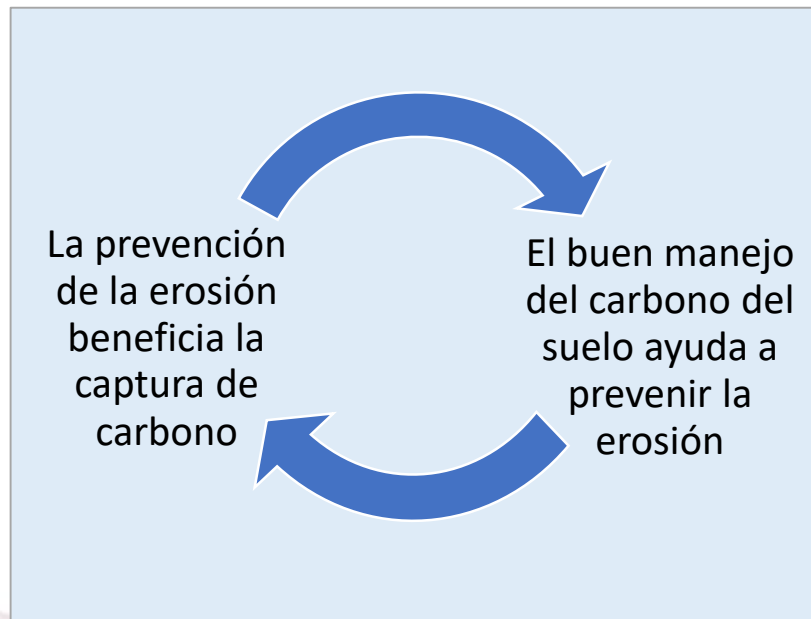 La prevención
de la erosión
beneficia la
captura de
carbono
El buen manejo
del carbono del
suelo ayuda a
prevenir la
erosión